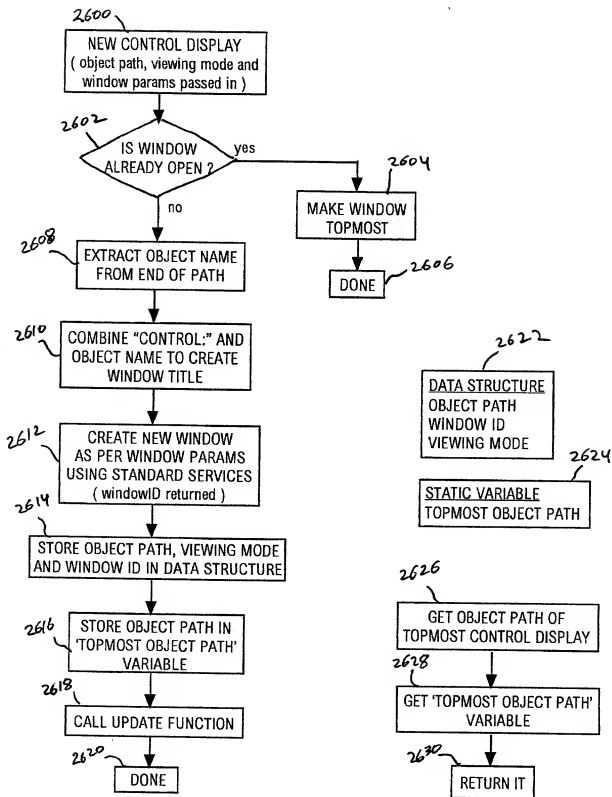 2600
NEW CONTROL DISPLAY
( object path, viewing mode and
window params passed in )
2602
IS WINDOW
ALREADY OPEN ?
yes
no
2604
MAKE WINDOW
TOPMOST
2606
DONE
2608
EXTRACT OBJECT NAME
FROM END OF PATH
2610
COMBINE “CONTROL:” AND
OBJECT NAME TO CREATE
WINDOW TITLE
2612
CREATE NEW WINDOW
AS PER WINDOW PARAMS
USING STANDARD SERVICES
( windowID returned )
2614
STORE OBJECT PATH, VIEWING MODE
AND WINDOW ID IN DATA STRUCTURE
2616
STORE OBJECT PATH IN
‘TOPMOST OBJECT PATH’
VARIABLE
2618
CALL UPDATE FUNCTION
2620
DONE
2622
DATA STRUCTURE
OBJECT PATH
WINDOW ID
VIEWING MODE
2624
STATIC VARIABLE
TOPMOST OBJECT PATH
2626
GET OBJECT PATH OF
TOPMOST CONTROL DISPLAY
2628
GET ‘TOPMOST OBJECT PATH’
VARIABLE
2630
RETURN IT